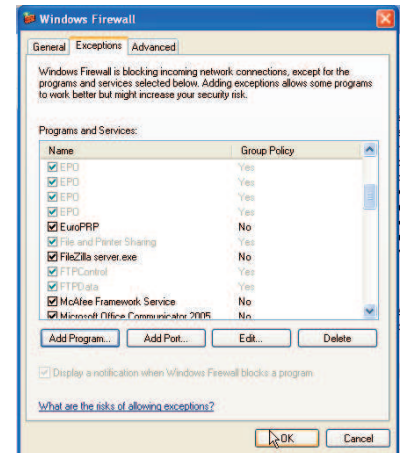 Windows Firewall
General Exceptions Advanced
Windows Firewall is blocking incoming network connections, except for the
programs and services selected below. Adding exceptions allows some programs
to work better but might increase your security risk.
Programs and Services:
Name Group Policy
EPO Yes
EPO Yes
EPO Yes
EPO Yes
EuroPRP No
File and Printer Sharing Yes
FileZilla server.exe No
FTPControl Yes
FTPData Yes
McAfee Framework Service No
Microsoft Office Communicator 2005 No
Add Program... Add Port... Edit... Delete
Display a notification when Windows Firewall blocks a program
What are the risks of allowing exceptions?
OK Cancel